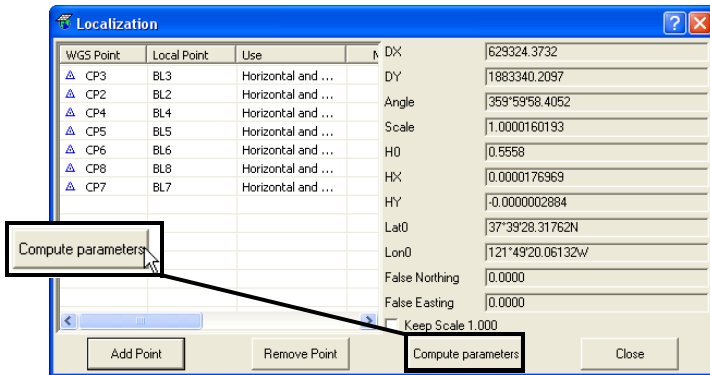 Localization
WGS Point Local Point Use
CP3 BL3 Horizontal and ...
CP2 BL2 Horizontal and ...
CP4 BL4 Horizontal and ...
CP5 BL5 Horizontal and ...
CP6 BL6 Horizontal and ...
CP8 BL8 Horizontal and ...
CP7 BL7 Horizontal and ...
DX 629324.3732
DY 1883340.2097
Angle 359°59'58.4052
Scale 1.0000160193
H0 0.5558
HX 0.0000176969
HY -0.0000002884
Lat0 37°39'28.31762N
Lon0 121°49'20.06132W
False Northing 0.0000
False Easting 0.0000
Keep Scale 1.000
Compute parameters
Add Point Remove Point Compute parameters Close